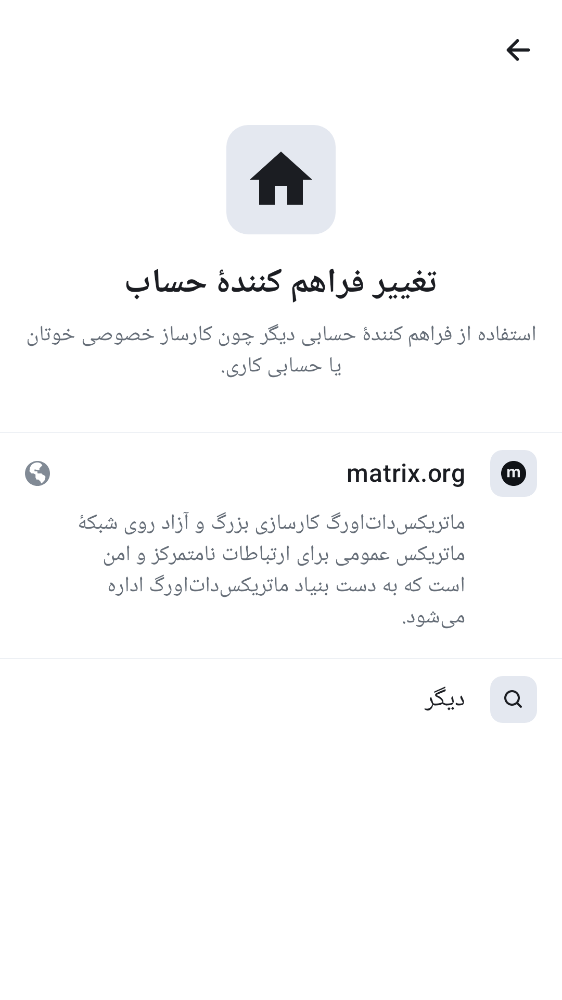 تغییر فراهم کنندهٔ حساب
استفاده از فراهم کنندهٔ حسابی دیگر چون کارساز خصوصی خوتان
یا حسابی کاری.
matrix.org
ماتریکس‌دات‌اورگ کارسازی بزرگ و آزاد روی شبکهٔ
ماتریکس عمومی برای ارتباطات نامتمرکز و امن
است که به دست بنیاد ماتریکس‌دات‌اورگ اداره
می‌شود.
دیگر